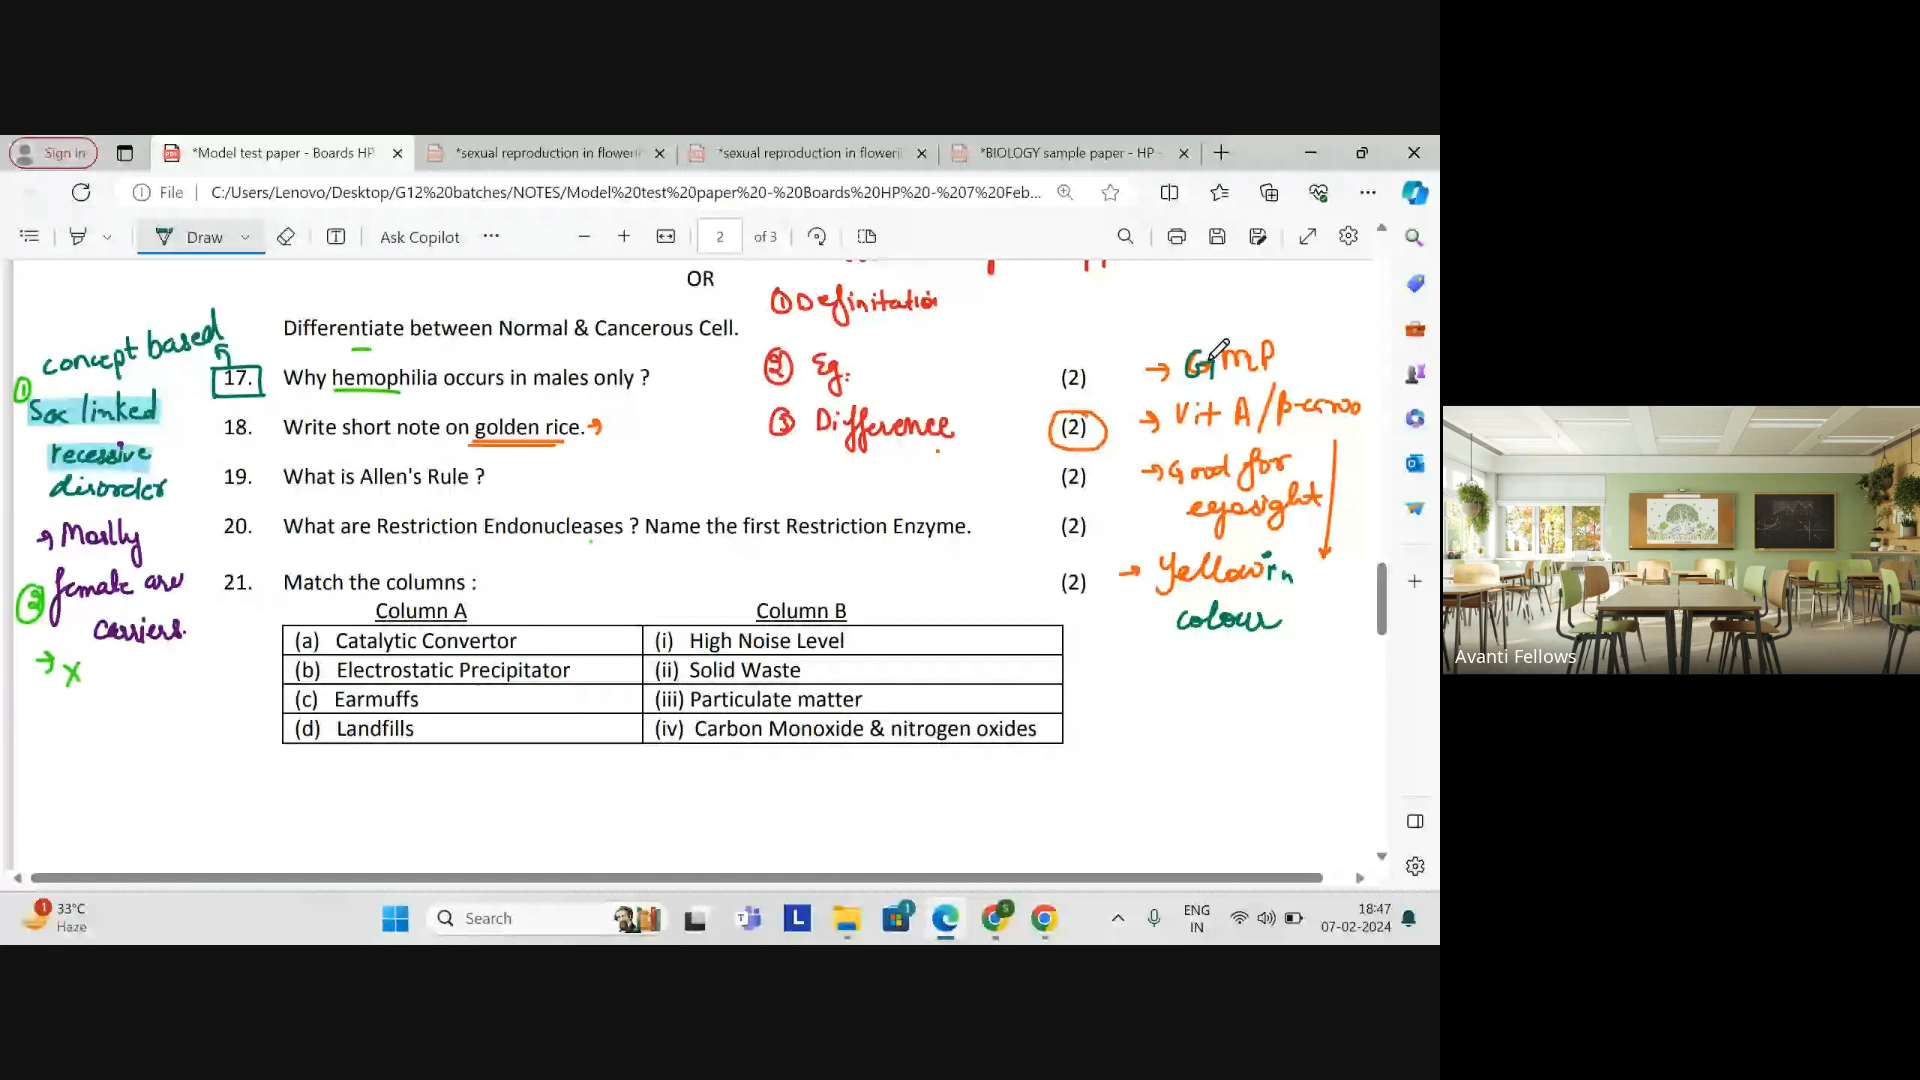 Sign in
*Model test paper - Boards HP
*sexual reproduction in floweri
*sexual reproduction in floweri
*BIOLOGY sample paper - HP -
File
C:/Users/Lenovo/Desktop/G12%20batches/NOTES/Model%20test%20paper%20-%20Boards%20HP%20-%207%20Feb...
Draw
Ask Copilot
2
of 3
OR
① Definitation
Differentiate between Normal & Cancerous Cell.
② Eg:
concept based
17. Why hemophilia occurs in males only ? (2)
→ GMP
①
Sex linked
recessive
disorder
18. Write short note on golden rice. → (2)
③ Difference
→ Vit A/
→ Good for
eyesight
19. What is Allen's Rule ? (2)
→ Mostly
② female are
carriers.
→ X
20. What are Restriction Endonucleases ? Name the first Restriction Enzyme. (2)
→ Yellow in
colour
21. Match the columns : (2)
Column A Column B
(a) Catalytic Convertor (i) High Noise Level
(b) Electrostatic Precipitator (ii) Solid Waste
(c) Earmuffs (iii) Particulate matter
(d) Landfills (iv) Carbon Monoxide & nitrogen oxides
Avanti Fellows
1
33°C
Haze
Search
L
1
S
ENG
IN
18:47
07-02-2024